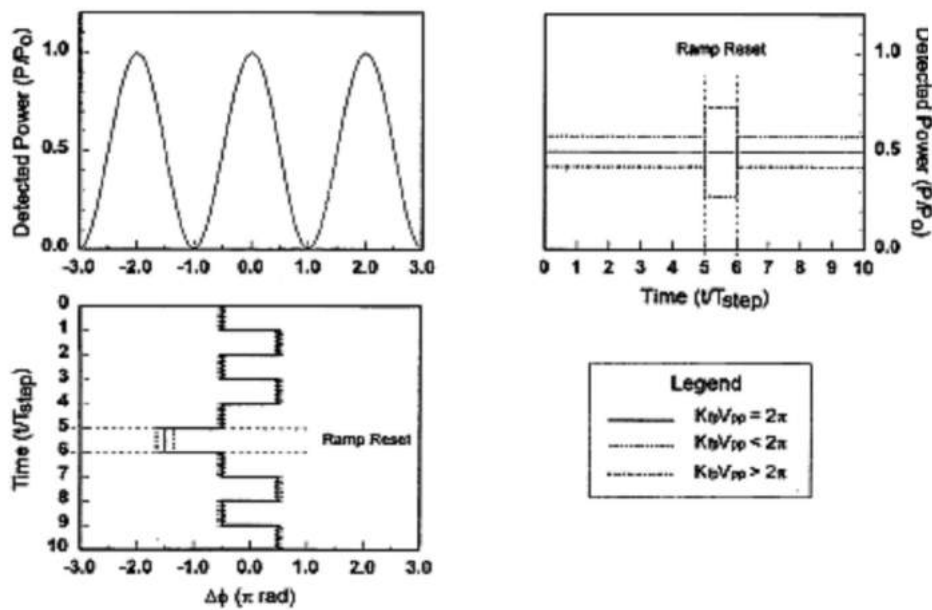 Detected Power (P/P₀)
1.0
0.5
0.0
-3.0 -2.0 -1.0 0.0 1.0 2.0 3.0
Ramp Reset
1.0
0.5
0.0
Detected Power (P/P₀)
0 1 2 3 4 5 6 7 8 9 10
Time (t/Tstep)
Time (t/Tstep)
0
1
2
3
4
5
6
7
8
9
10
Ramp Reset
-3.0 -2.0 -1.0 0.0 1.0 2.0 3.0
Δϕ (π rad)
Legend
KfpVpp = 2π
KfpVpp < 2π
KfpVpp > 2π